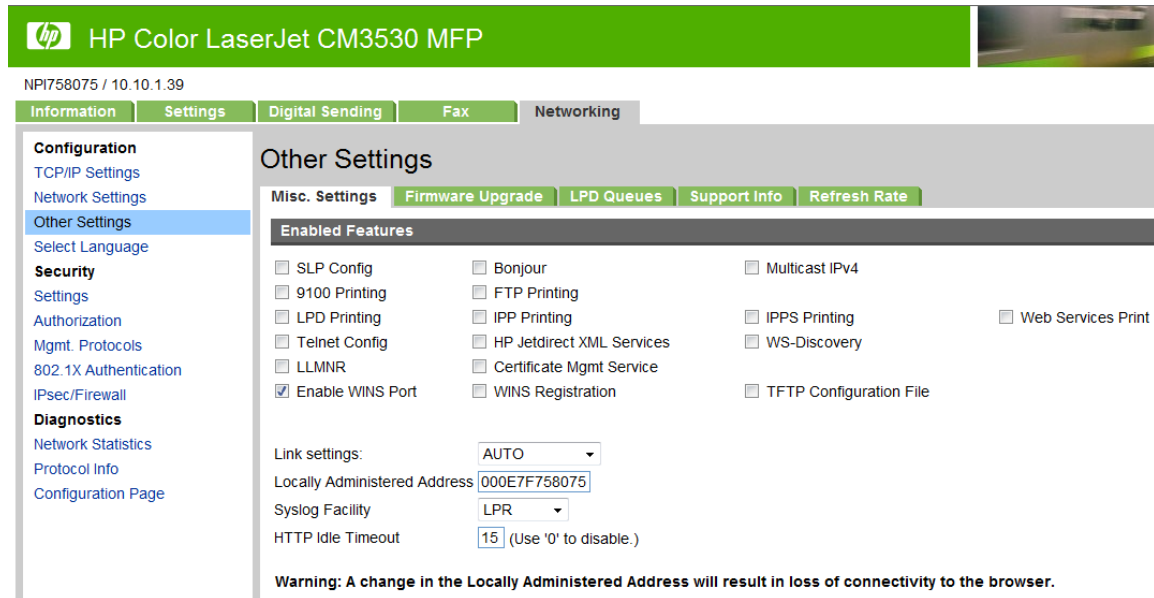 hp HP Color LaserJet CM3530 MFP
NPI758075 / 10.10.1.39
Information Settings Digital Sending Fax Networking
Configuration
TCP/IP Settings
Network Settings
Other Settings
Select Language
Security
Settings
Authorization
Mgmt. Protocols
802.1X Authentication
IPsec/Firewall
Diagnostics
Network Statistics
Protocol Info
Configuration Page
Other Settings
Misc. Settings Firmware Upgrade LPD Queues Support Info Refresh Rate
Enabled Features
SLP Config Bonjour Multicast IPv4
9100 Printing FTP Printing
LPD Printing IPP Printing IPPS Printing Web Services Print
Telnet Config HP Jetdirect XML Services WS-Discovery
LLMNR Certificate Mgmt Service
Enable WINS Port WINS Registration TFTP Configuration File
Link settings: AUTO
Locally Administered Address 000E7F758075
Syslog Facility LPR
HTTP Idle Timeout 15 (Use '0' to disable.)
Warning: A change in the Locally Administered Address will result in loss of connectivity to the browser.